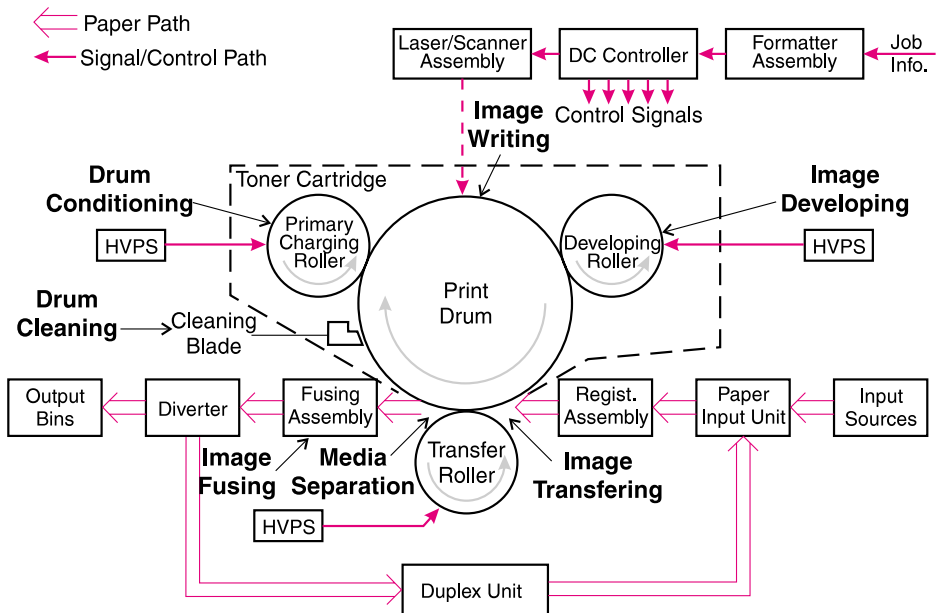 Paper Path
Signal/Control Path
Laser/Scanner
Assembly
DC Controller
Formatter
Assembly
Job
Info.
Control Signals
Image
Writing
Toner Cartridge
Drum
Conditioning
Primary
Charging
Roller
HVPS
Image
Developing
Developing
Roller
HVPS
Print
Drum
Drum
Cleaning
Cleaning
Blade
Output
Bins
Diverter
Fusing
Assembly
Regist.
Assembly
Paper
Input Unit
Input
Sources
Image
Fusing
Media
Separation
Transfer
Roller
Image
Transfering
HVPS
Duplex Unit